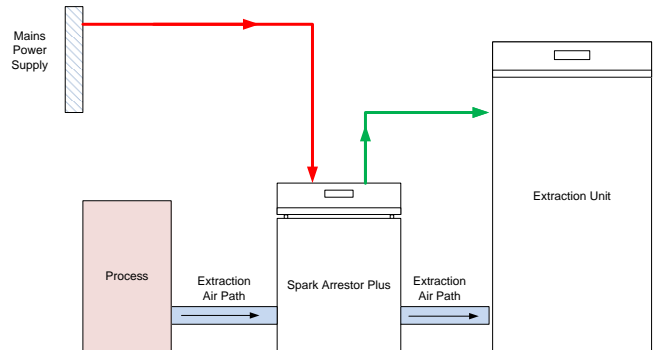 Mains
Power
Supply
Process
Extraction
Air Path
Spark Arrestor Plus
Extraction
Air Path
Extraction Unit